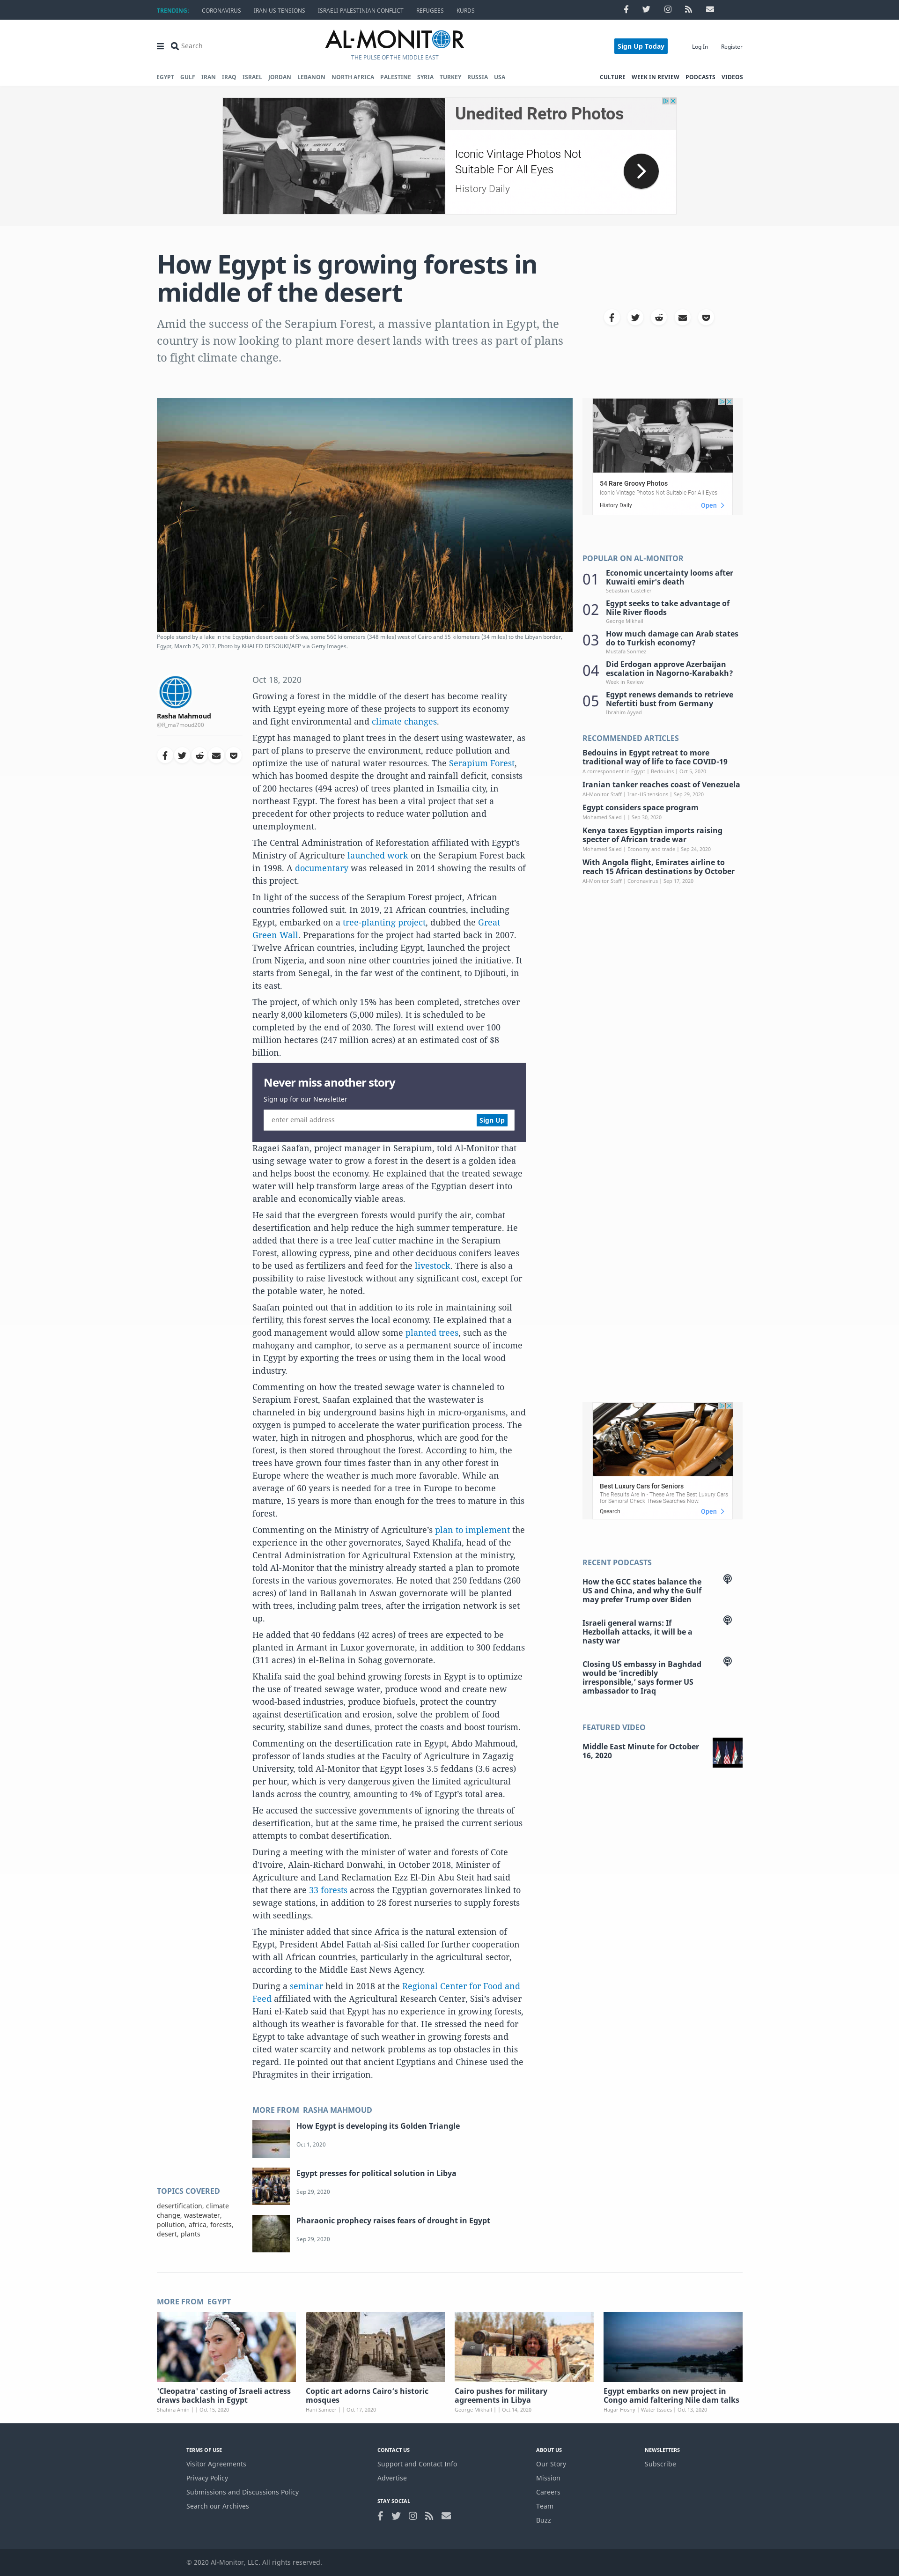 TRENDING: CORONAVIRUS IRAN-US TENSIONS ISRAELI-PALESTINIAN CONFLICT REFUGEES KURDS
Search
AL-MONITOR
THE PULSE OF THE MIDDLE EAST
Sign Up Today
Log In
Register
EGYPT GULF IRAN IRAQ ISRAEL JORDAN LEBANON NORTH AFRICA PALESTINE SYRIA TURKEY RUSSIA USA
CULTURE WEEK IN REVIEW PODCASTS VIDEOS
Unedited Retro Photos
Iconic Vintage Photos Not
Suitable For All Eyes
History Daily
How Egypt is growing forests in
middle of the desert
Amid the success of the Serapium Forest, a massive plantation in Egypt, the
country is now looking to plant more desert lands with trees as part of plans
to fight climate change.
People stand by a lake in the Egyptian desert oasis of Siwa, some 560 kilometers (348 miles) west of Cairo and 55 kilometers (34 miles) to the Libyan border,
Egypt, March 25, 2017. Photo by KHALED DESOUKI/AFP via Getty Images.
Rasha Mahmoud
@R_ma7moud200
Oct 18, 2020
Growing a forest in the middle of the desert has become reality
with Egypt eyeing more of these projects to support its economy
and fight environmental and climate changes.
Egypt has managed to plant trees in the desert using wastewater, as
part of plans to preserve the environment, reduce pollution and
optimize the use of natural water resources. The Serapium Forest,
which has boomed despite the drought and rainfall deficit, consists
of 200 hectares (494 acres) of trees planted in Ismailia city, in
northeast Egypt. The forest has been a vital project for Egypt
because of its ability to help reduce water pollution and
unemployment.
The Central Administration of Reforestation affiliated with Egypt's
Ministry of Agriculture launched work on the Serapium Forest back
in 1998. A documentary was released in 2014 showing the results of
this project.
In light of the success of the Serapium Forest project, African
countries followed suit. In 2019, 21 African countries, including
Egypt, embarked on a tree-planting project, dubbed the Great
Green Wall. Preparations for the project had started back in 2007.
Twelve African countries, including Egypt, launched the project
from Nigeria, and soon nine other countries joined the initiative. It
starts from Senegal, in the far west of the continent, to Djibouti, in
its east.
The project, of which only 15% has been completed, stretches over
nearly 8,000 kilometers (5,000 miles). It is scheduled to be
completed by the end of 2030. The forest will extend over 100
million hectares (247 million acres) at an estimated cost of $8
billion.
Never miss another story
Sign up for our Newsletter
enter email address
Sign Up
Ragaei Saafan, project manager in Serapium, told Al-Monitor that
using sewage water to grow a forest in the desert is a golden idea
and helps boost the economy. He explained that the treated sewage
water will help transform large areas of the Egyptian desert into
arable and economically viable areas.
He said that the evergreen forests would purify the air, combat
desertification and help reduce the high summer temperature. He
added that there is a tree leaf cutter machine in the Serapium
Forest, allowing cypress, pine and other deciduous conifers leaves
to be used as fertilizers and feed for the livestock. There is also a
possibility to raise livestock without any significant cost, except for
the potable water, he noted.
Saafan pointed out that in addition to its role in maintaining soil
fertility, this forest serves the local economy. He explained that a
good management would allow some planted trees, such as the
mahogany and camphor, to serve as a permanent source of income
in Egypt by exporting the trees or using them in the local wood
industry.
Commenting on how the treated sewage water is channeled to
Serapium Forest, Saafan explained that the wastewater is
channeled in big underground basins high in micro-organisms, and
oxygen is pumped to accelerate the water purification process. The
water, high in nitrogen and phosphorus, which are good for the
forest, is then stored throughout the forest. According to him, the
trees have grown four times faster than in any other forest in
Europe where the weather is much more favorable. While an
average of 60 years is needed for a tree in Europe to become
mature, 15 years is more than enough for the trees to mature in this
forest.
Commenting on the Ministry of Agriculture's plan to implement the
experience in the other governorates, Sayed Khalifa, head of the
Central Administration for Agricultural Extension at the ministry,
told Al-Monitor that the ministry already started a plan to promote
forests in the various governorates. He noted that 250 feddans (260
acres) of land in Ballanah in Aswan governorate will be planted
with trees, including palm trees, after the irrigation network is set
up.
He added that 40 feddans (42 acres) of trees are expected to be
planted in Armant in Luxor governorate, in addition to 300 feddans
(311 acres) in el-Belina in Sohag governorate.
Khalifa said the goal behind growing forests in Egypt is to optimize
the use of treated sewage water, produce wood and create new
wood-based industries, produce biofuels, protect the country
against desertification and erosion, solve the problem of food
security, stabilize sand dunes, protect the coasts and boost tourism.
Commenting on the desertification rate in Egypt, Abdo Mahmoud,
professor of lands studies at the Faculty of Agriculture in Zagazig
University, told Al-Monitor that Egypt loses 3.5 feddans (3.6 acres)
per hour, which is very dangerous given the limited agricultural
lands across the country, amounting to 4% of Egypt's total area.
He accused the successive governments of ignoring the threats of
desertification, but at the same time, he praised the current serious
attempts to combat desertification.
During a meeting with the minister of water and forests of Cote
d'Ivoire, Alain-Richard Donwahi, in October 2018, Minister of
Agriculture and Land Reclamation Ezz El-Din Abu Steit had said
that there are 33 forests across the Egyptian governorates linked to
sewage stations, in addition to 28 forest nurseries to supply forests
with seedlings.
The minister added that since Africa is the natural extension of
Egypt, President Abdel Fattah al-Sisi called for further cooperation
with all African countries, particularly in the agricultural sector,
according to the Middle East News Agency.
During a seminar held in 2018 at the Regional Center for Food and
Feed affiliated with the Agricultural Research Center, Sisi's adviser
Hani el-Kateb said that Egypt has no experience in growing forests,
although its weather is favorable for that. He stressed the need for
Egypt to take advantage of such weather in growing forests and
cited water scarcity and network problems as top obstacles in this
regard. He pointed out that ancient Egyptians and Chinese used the
Phragmites in their irrigation.
54 Rare Groovy Photos
Iconic Vintage Photos Not Suitable For All Eyes
History Daily
Open
POPULAR ON AL-MONITOR
01 Economic uncertainty looms after
Kuwaiti emir's death
Sebastian Castelier
02 Egypt seeks to take advantage of
Nile River floods
George Mikhail
03 How much damage can Arab states
do to Turkish economy?
Mustafa Sonmez
04 Did Erdogan approve Azerbaijan
escalation in Nagorno-Karabakh?
Week in Review
05 Egypt renews demands to retrieve
Nefertiti bust from Germany
Ibrahim Ayyad
RECOMMENDED ARTICLES
Bedouins in Egypt retreat to more
traditional way of life to face COVID-19
A correspondent in Egypt | Bedouins | Oct 5, 2020
Iranian tanker reaches coast of Venezuela
Al-Monitor Staff | Iran-US tensions | Sep 29, 2020
Egypt considers space program
Mohamed Saied | | Sep 30, 2020
Kenya taxes Egyptian imports raising
specter of African trade war
Mohamed Saied | Economy and trade | Sep 24, 2020
With Angola flight, Emirates airline to
reach 15 African destinations by October
Al-Monitor Staff | Coronavirus | Sep 17, 2020
Best Luxury Cars for Seniors
The Results Are In - These Are The Best Luxury Cars
for Seniors! Check These Searches Now
Qsearch
Open
RECENT PODCASTS
How the GCC states balance the
US and China, and why the Gulf
may prefer Trump over Biden
Israeli general warns: If
Hezbollah attacks, it will be a
nasty war
Closing US embassy in Baghdad
would be 'incredibly
irresponsible,' says former US
ambassador to Iraq
FEATURED VIDEO
Middle East Minute for October
16, 2020
MORE FROM RASHA MAHMOUD
How Egypt is developing its Golden Triangle
Oct 1, 2020
Egypt presses for political solution in Libya
Sep 29, 2020
Pharaonic prophecy raises fears of drought in Egypt
Sep 29, 2020
TOPICS COVERED
desertification, climate
change, wastewater,
pollution, africa, forests,
desert, plants
MORE FROM EGYPT
'Cleopatra' casting of Israeli actress
draws backlash in Egypt
Shahira Amin | | Oct 15, 2020
Coptic art adorns Cairo's historic
mosques
Hani Sameer | | Oct 17, 2020
Cairo pushes for military
agreements in Libya
George Mikhail | | Oct 14, 2020
Egypt embarks on new project in
Congo amid faltering Nile dam talks
Hagar Hosny | Water Issues | Oct 13, 2020
TERMS OF USE
Visitor Agreements
Privacy Policy
Submissions and Discussions Policy
Search our Archives
CONTACT US
Support and Contact Info
Advertise
STAY SOCIAL
ABOUT US
Our Story
Mission
Careers
Team
Buzz
NEWSLETTERS
Subscribe
© 2020 Al-Monitor, LLC. All rights reserved.